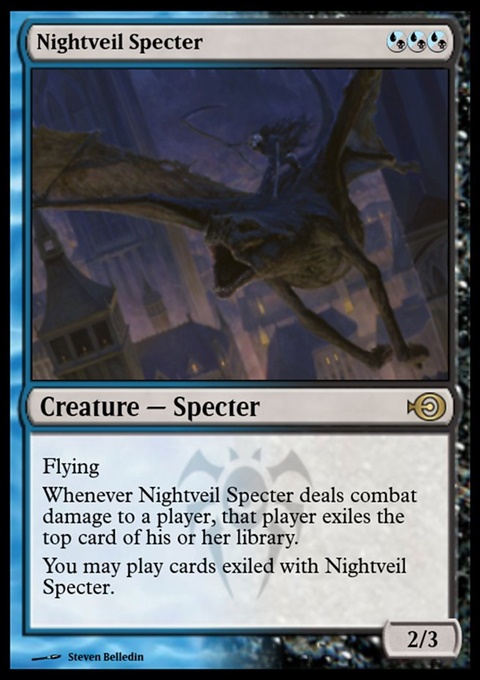 Nightveil Specter
Creature — Specter
Flying
Whenever Nightveil Specter deals combat
damage to a player, that player exiles the
top card of his or her library.
You may play cards exiled with Nightveil
Specter.
2/3
Steven Belledin